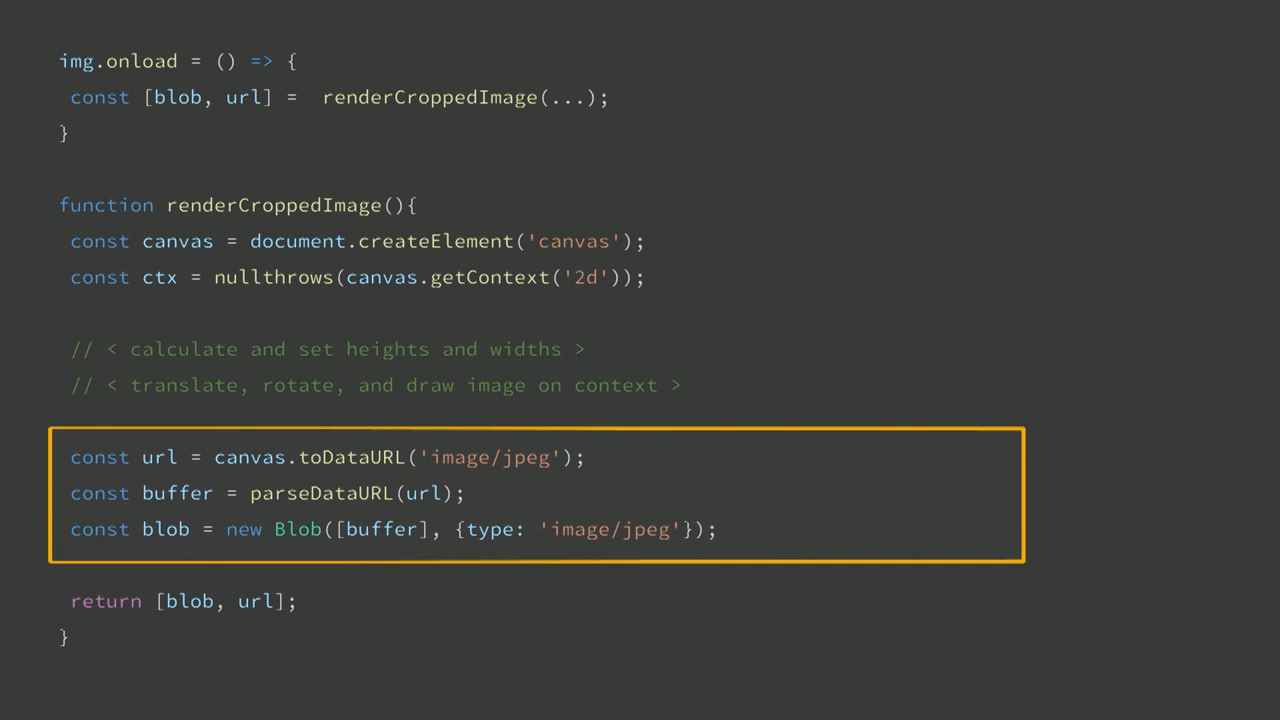 img.onload = () => {
const [blob, url] = renderCroppedImage(...);
}
function renderCroppedImage(){
const canvas = document.createElement('canvas');
const ctx = nullthrows(canvas.getContext('2d'));
// < calculate and set heights and widths >
// < translate, rotate, and draw image on context >
const url = canvas.toDataURL('image/jpeg');
const buffer = parseDataURL(url);
const blob = new Blob([buffer], {type: 'image/jpeg'});
return [blob, url];
}